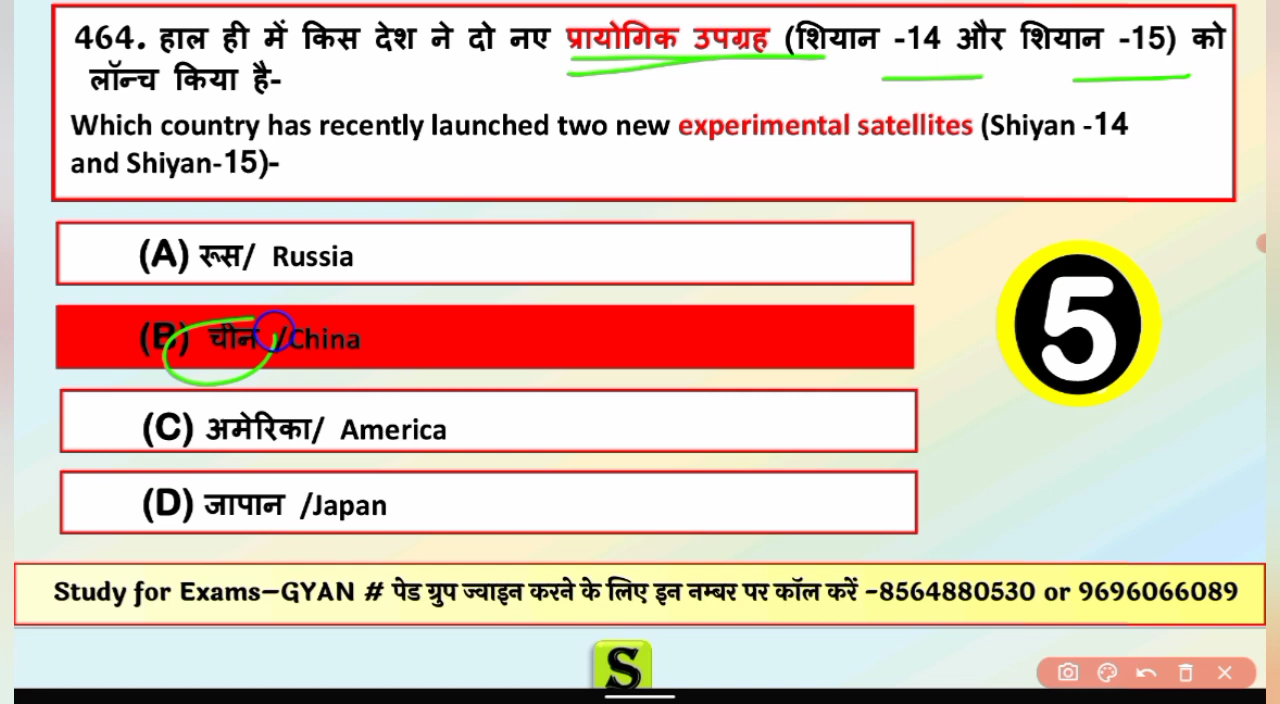 464. हाल ही में किस देश ने दो नए प्रायोगिक उपग्रह (शियान -14 और शियान -15) को
लॉन्च किया है-
Which country has recently launched two new experimental satellites (Shiyan -14
and Shiyan-15)-
(A) रूस/ Russia
(B) चीन /China
5
(C) अमेरिका/ America
(D) जापान /Japan
Study for Exams-GYAN # पेड ग्रुप ज्वाइन करने के लिए इन नम्बर पर कॉल करें -8564880530 or 9696066089
S